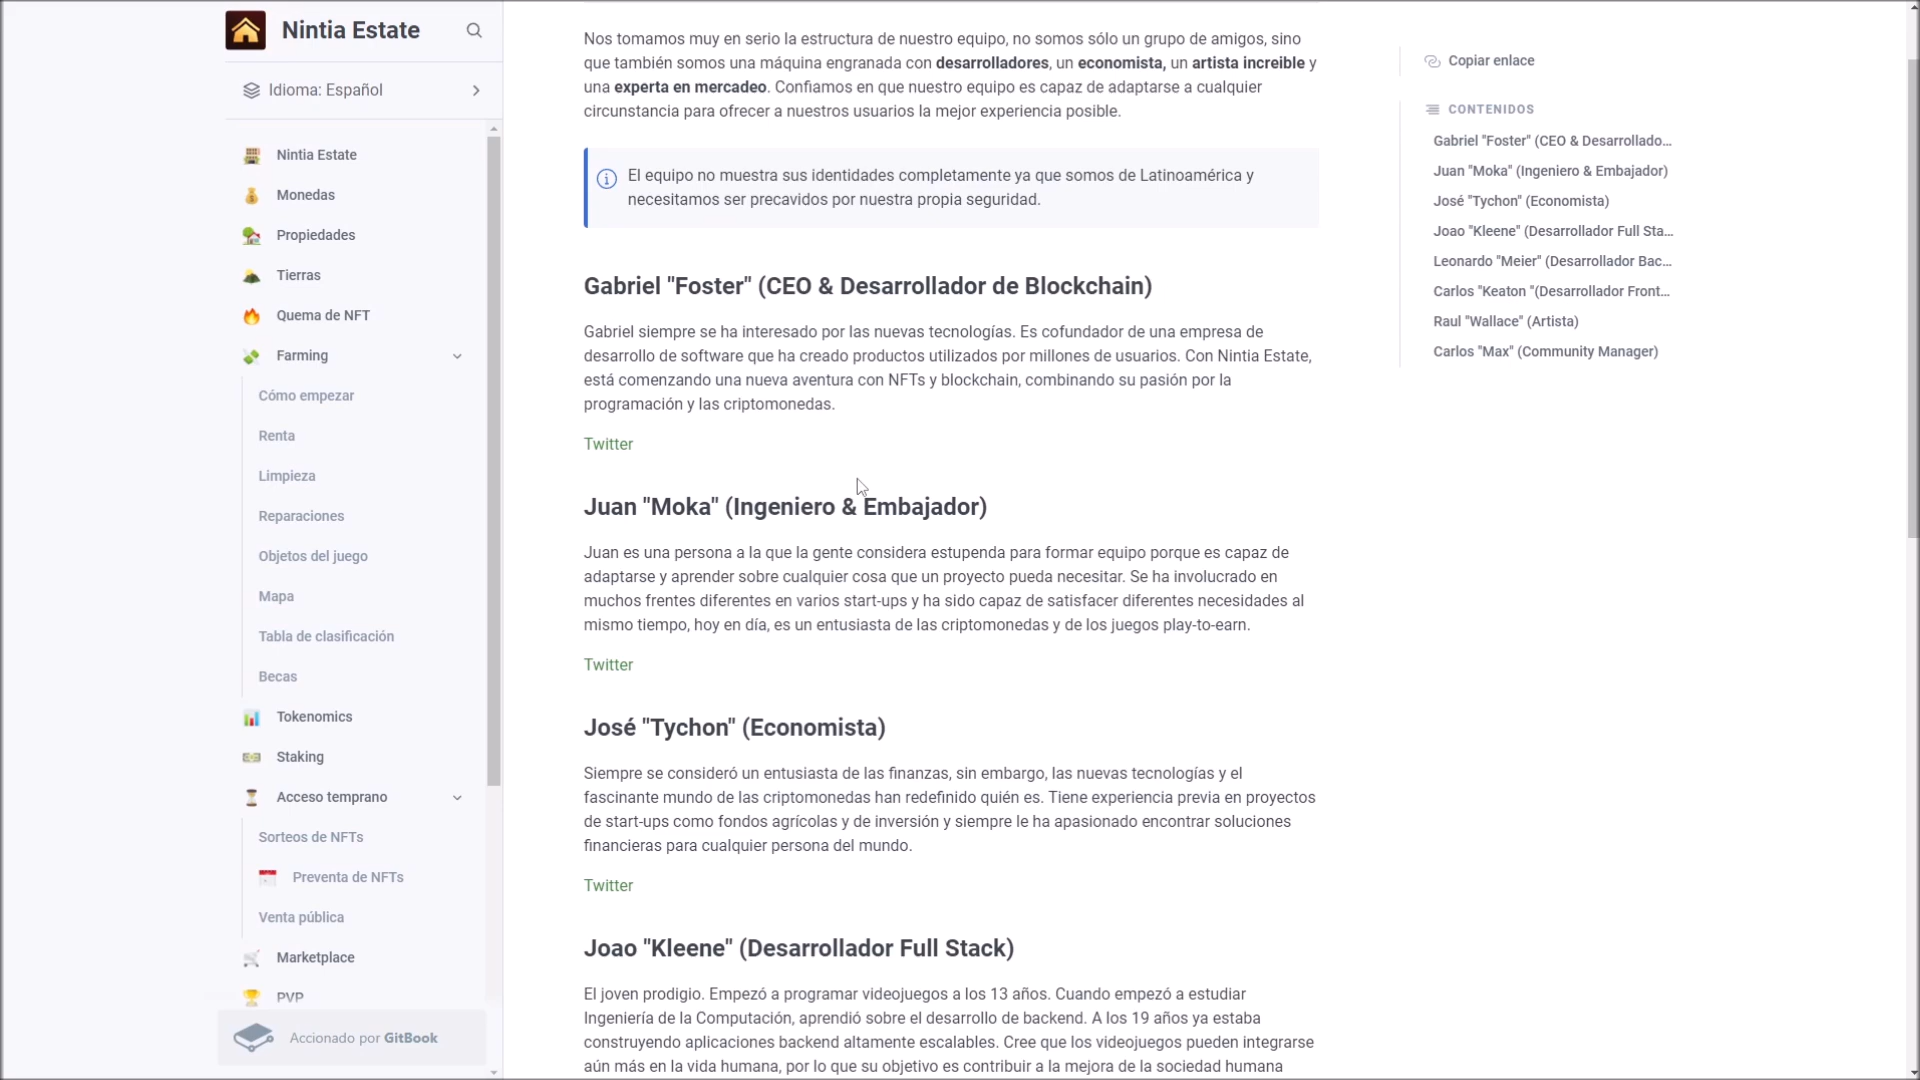 Nintia Estate
Idioma: Español
Nintia Estate
Monedas
Propiedades
Tierras
Quema de NFT
Farming
Cómo empezar
Renta
Limpieza
Reparaciones
Objetos del juego
Mapa
Tabla de clasificación
Becas
Tokenomics
Staking
Acceso temprano
Sorteos de NFTs
Preventa de NFTs
Venta pública
Marketplace
PVP
Accionado por GitBook
Nos tomamos muy en serio la estructura de nuestro equipo, no somos sólo un grupo de amigos, sino
que también somos una máquina engranada con desarrolladores, un economista, un artista increible y
una experta en mercadeo. Confiamos en que nuestro equipo es capaz de adaptarse a cualquier
circunstancia para ofrecer a nuestros usuarios la mejor experiencia posible.
El equipo no muestra sus identidades completamente ya que somos de Latinoamérica y
necesitamos ser precavidos por nuestra propia seguridad.
Gabriel "Foster" (CEO & Desarrollador de Blockchain)
Gabriel siempre se ha interesado por las nuevas tecnologías. Es cofundador de una empresa de
desarrollo de software que ha creado productos utilizados por millones de usuarios. Con Nintia Estate,
está comenzando una nueva aventura con NFTs y blockchain, combinando su pasión por la
programación y las criptomonedas.
Twitter
Juan "Moka" (Ingeniero & Embajador)
Juan es una persona a la que la gente considera estupenda para formar equipo porque es capaz de
adaptarse y aprender sobre cualquier cosa que un proyecto pueda necesitar. Se ha involucrado en
muchos frentes diferentes en varios start-ups y ha sido capaz de satisfacer diferentes necesidades al
mismo tiempo, hoy en día, es un entusiasta de las criptomonedas y de los juegos play-to-earn.
Twitter
José "Tychon" (Economista)
Siempre se consideró un entusiasta de las finanzas, sin embargo, las nuevas tecnologías y el
fascinante mundo de las criptomonedas han redefinido quién es. Tiene experiencia previa en proyectos
de start-ups como fondos agrícolas y de inversión y siempre le ha apasionado encontrar soluciones
financieras para cualquier persona del mundo.
Twitter
Joao "Kleene" (Desarrollador Full Stack)
El joven prodigio. Empezó a programar videojuegos a los 13 años. Cuando empezó a estudiar
Ingeniería de la Computación, aprendió sobre el desarrollo de backend. A los 19 años ya estaba
construyendo aplicaciones backend altamente escalables. Cree que los videojuegos pueden integrarse
aún más en la vida humana, por lo que su objetivo es contribuir a la mejora de la sociedad humana
Copiar enlace
CONTENIDOS
Gabriel "Foster" (CEO & Desarrollado...
Juan "Moka" (Ingeniero & Embajador)
José "Tychon" (Economista)
Joao "Kleene" (Desarrollador Full Sta...
Leonardo "Meier" (Desarrollador Bac...
Carlos "Keaton "(Desarrollador Front...
Raul "Wallace" (Artista)
Carlos "Max" (Community Manager)